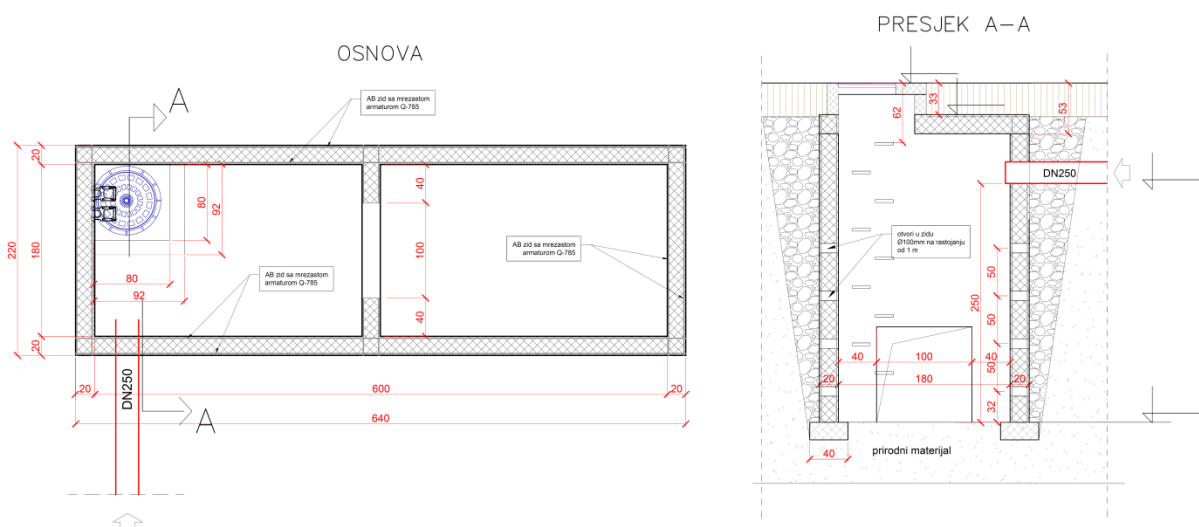 OSNOVA
A
AB zid sa mrezastom
armaturom Q-785
20
220
180
20
80
92
80
92
40
100
40
AB zid sa mrezastom
armaturom Q-785
AB zid sa mrezastom
armaturom Q-785
20
600
20
640
DN250
A
PRESJEK A-A
33
53
62
DN250
otvori u zidu
Ø100mm na rastojanju
od 1 m
50
50
50
32
250
40
100
40
20
180
20
40
prirodni materijal